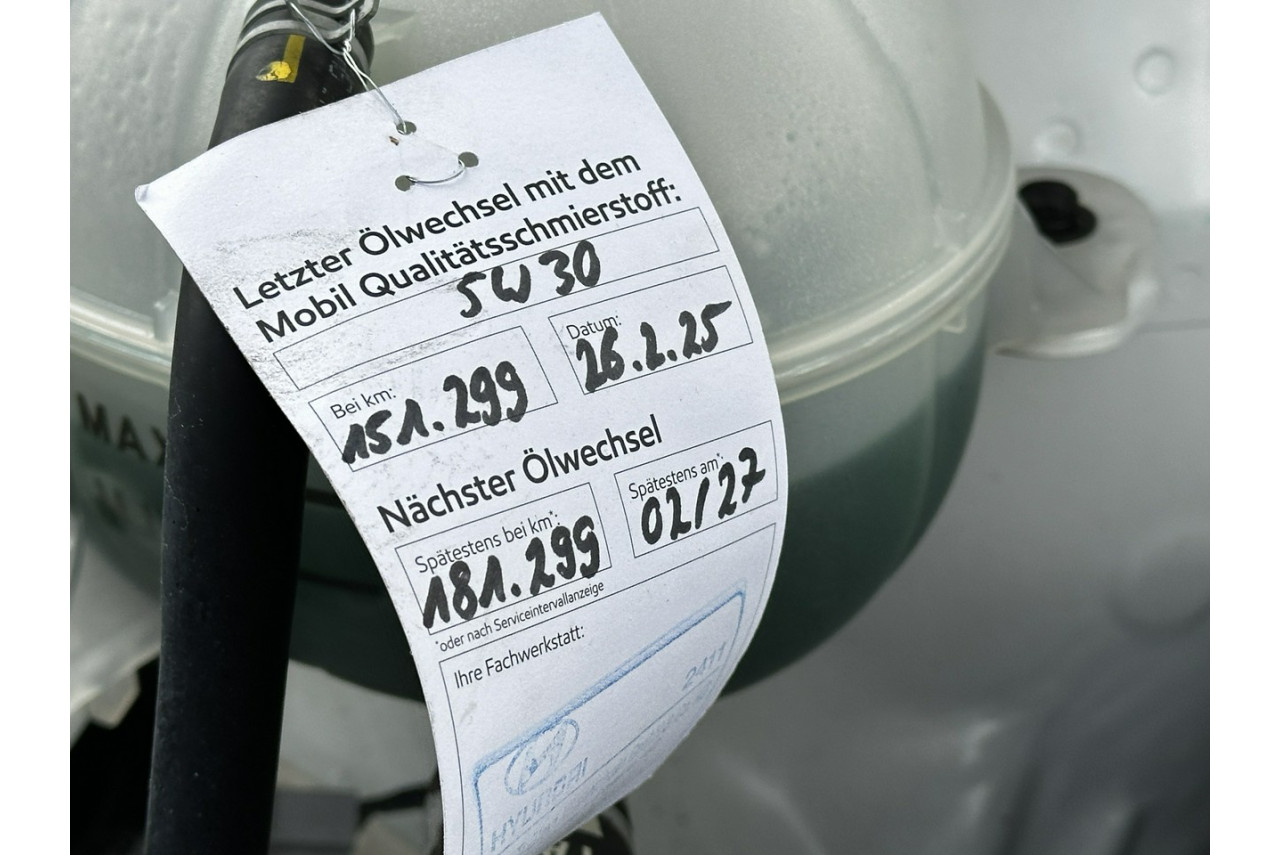 Letzter Ölwechsel mit dem
Mobil Qualitätsschmierstoff:
5W30
Bei km: 151.299
Datum: 26.2.25
Nächster Ölwechsel
Spätestens bei km*: 181.299
Spätestens am*: 02/27
*oder nach Serviceintervallanzeige
Ihre Fachwerkstatt:
2411
HYUNDAI
MAX